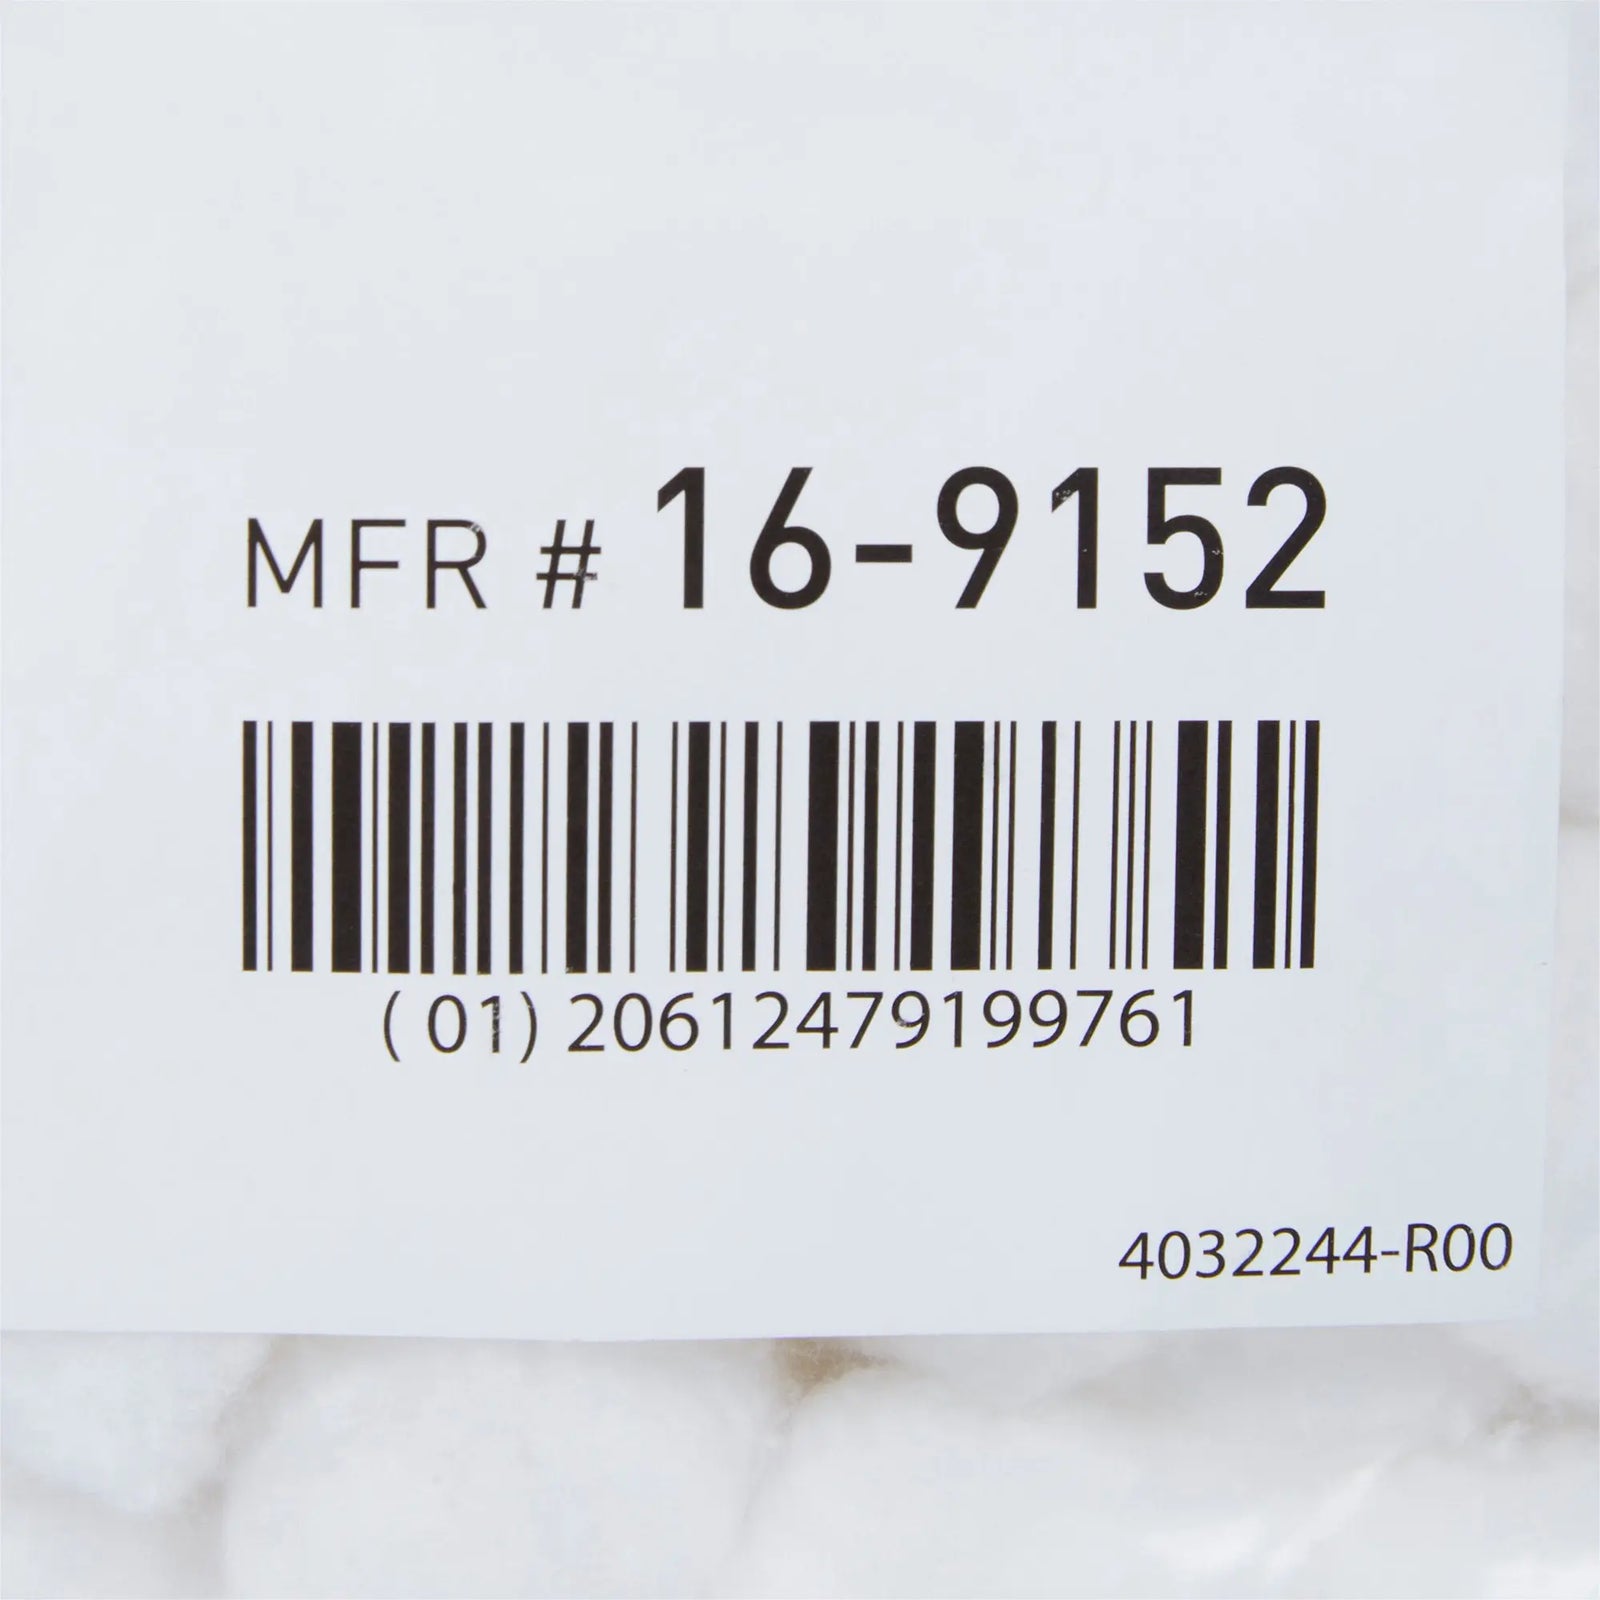 MFR # 16-9152
( 01) 20612479199761
4032244-R00